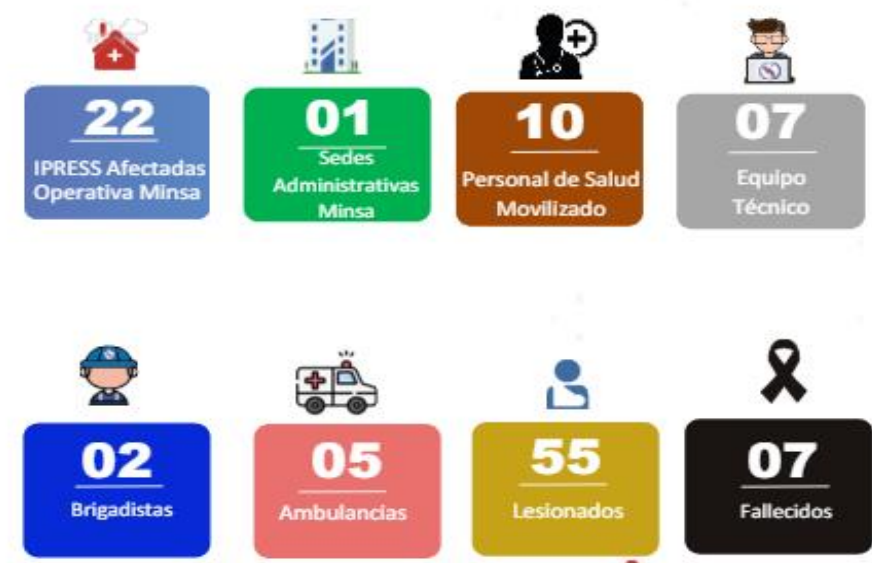 22
IPRESS Afectadas
Operativa Minsa
01
Sedes
Administrativas
Minsa
10
Personal de Salud
Movilizado
07
Equipo
Técnico
02
Brigadistas
05
Ambulancias
55
Lesionados
07
Fallecidos